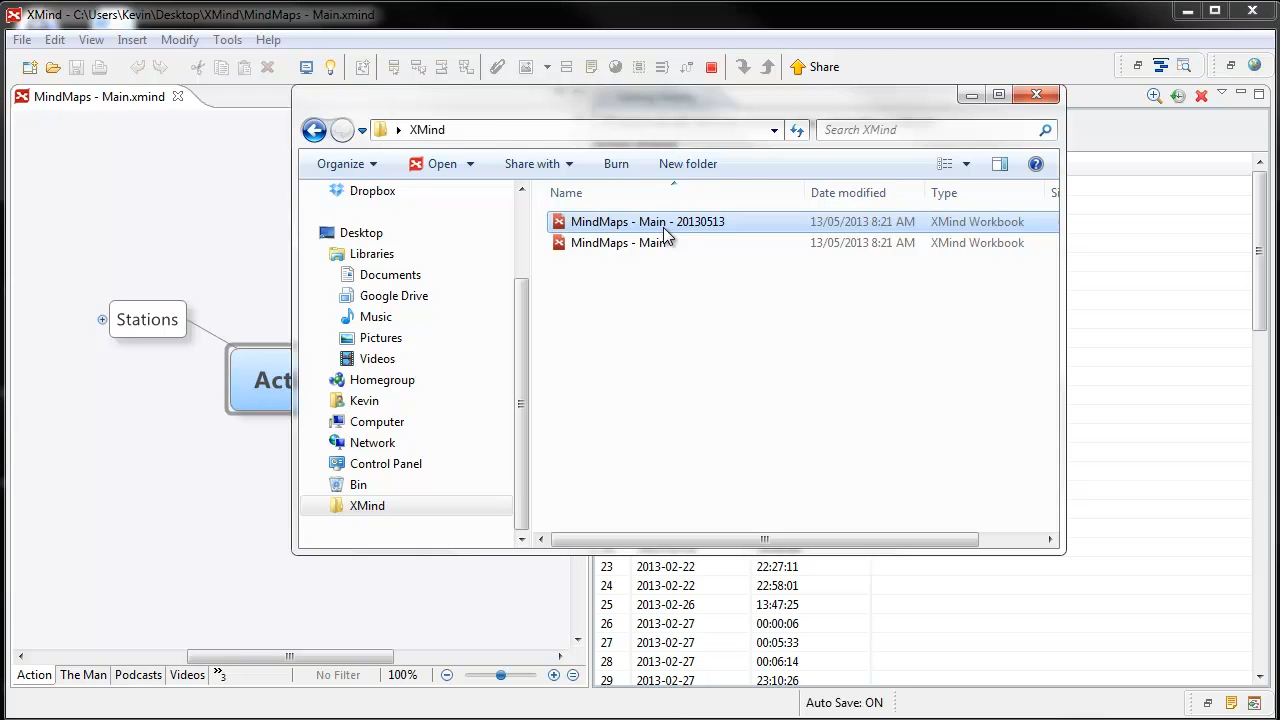 XMind - C:\Users\Kevin\Desktop\XMind\MindMaps - Main.xmind
File Edit View Insert Modify Tools Help
Share
MindMaps - Main.xmind
XMind
Search XMind
Organize Open Share with Burn New folder
Dropbox
Desktop
Libraries
Documents
Google Drive
Music
Pictures
Videos
Homegroup
Kevin
Computer
Network
Control Panel
Bin
XMind
Name Date modified Type Si
MindMaps - Main - 20130513 13/05/2013 8:21 AM XMind Workbook
MindMaps - Main 13/05/2013 8:21 AM XMind Workbook
Stations
Acti
23 2013-02-22 22:27:11
24 2013-02-22 22:58:01
25 2013-02-26 13:47:25
26 2013-02-27 00:00:06
27 2013-02-27 00:05:33
28 2013-02-27 00:06:14
29 2013-02-27 23:10:26
Action The Man Podcasts Videos 3 No Filter 100%
Auto Save: ON